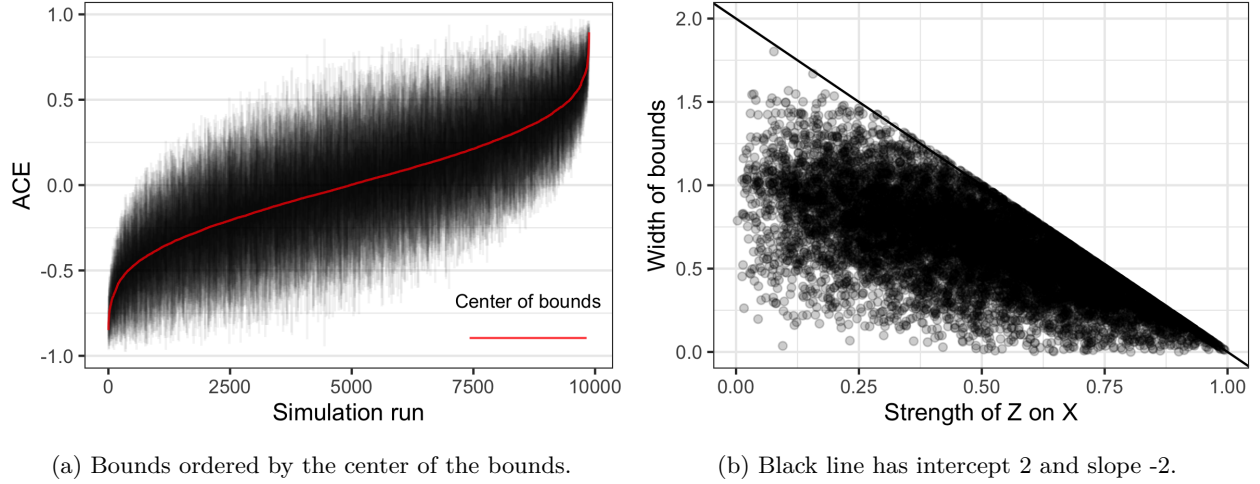 1.0
0.5
0.0
-0.5
-1.0
ACE
Center of bounds
0 2500 5000 7500 10000
Simulation run
(a) Bounds ordered by the center of the bounds.
2.0
1.5
1.0
0.5
0.0
Width of bounds
0.00 0.25 0.50 0.75 1.00
Strength of Z on X
(b) Black line has intercept 2 and slope -2.